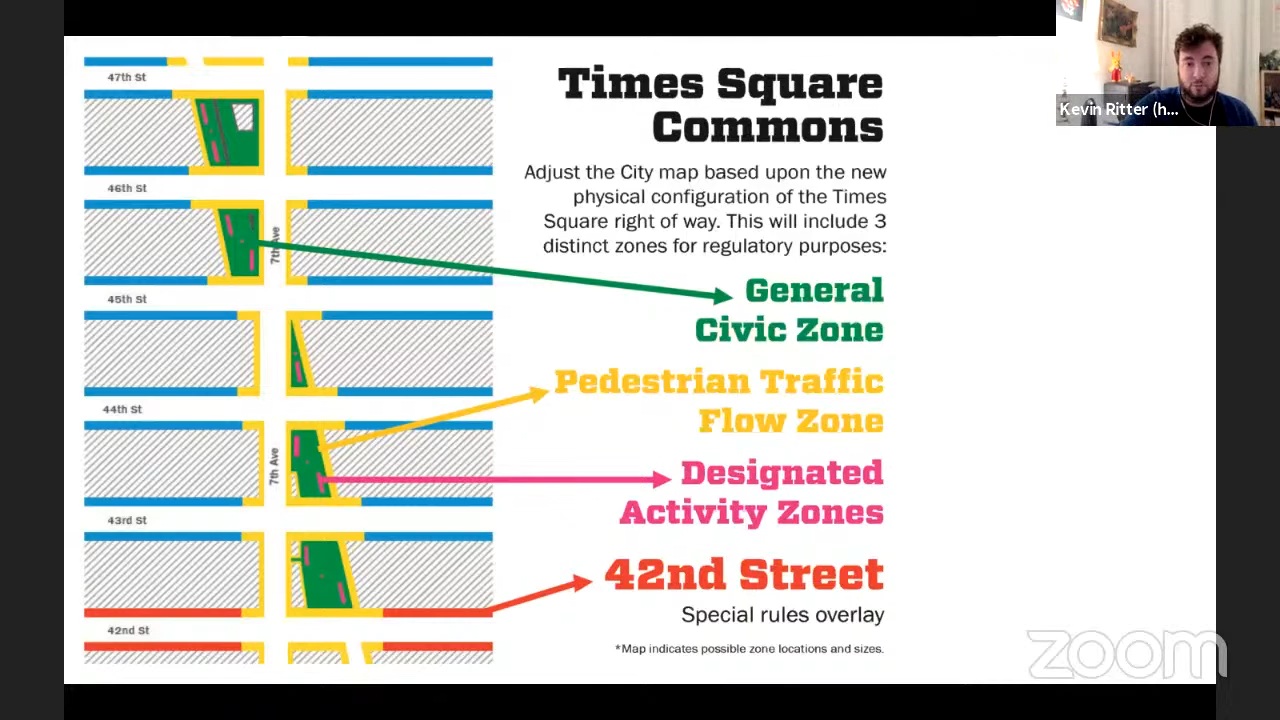 Kevin Ritter (h...
47th St
46th St
7th Ave
45th St
44th St
7th Ave
43rd St
42nd St
Times Square
Commons
Adjust the City map based upon the new
physical configuration of the Times
Square right of way. This will include 3
distinct zones for regulatory purposes:
General
Civic Zone
Pedestrian Traffic
Flow Zone
Designated
Activity Zones
42nd Street
Special rules overlay
*Map indicates possible zone locations and sizes.
zoom